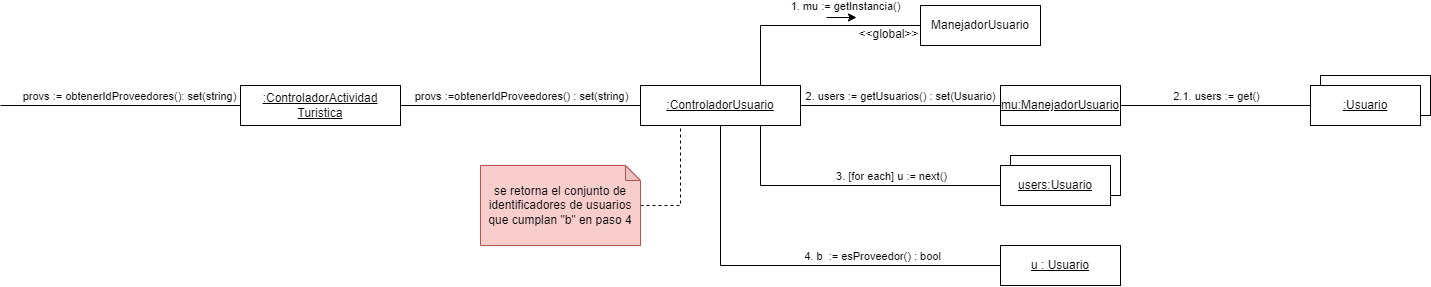 1. mu := getInstancia()
ManejadorUsuario
<<global>>
provs := obtenerIdProveedores(): set(string)
:ControladorActividad
Turistica
provs :=obtenerIdProveedores() : set(string)
:ControladorUsuario
2. users := getUsuarios() : set(Usuario)
mu:ManejadorUsuario
2.1. users := get()
:Usuario
se retorna el conjunto de
identificadores de usuarios
que cumplan "b" en paso 4
3. [for each] u := next()
users:Usuario
4. b := esProveedor() : bool
u : Usuario